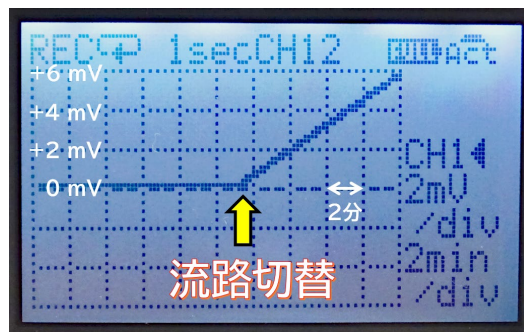 REC 1secCH12 Act
+6 mV
+4 mV
+2 mV
0 mV
CH1
2mV
/div
2min
/div
2分
流路切替